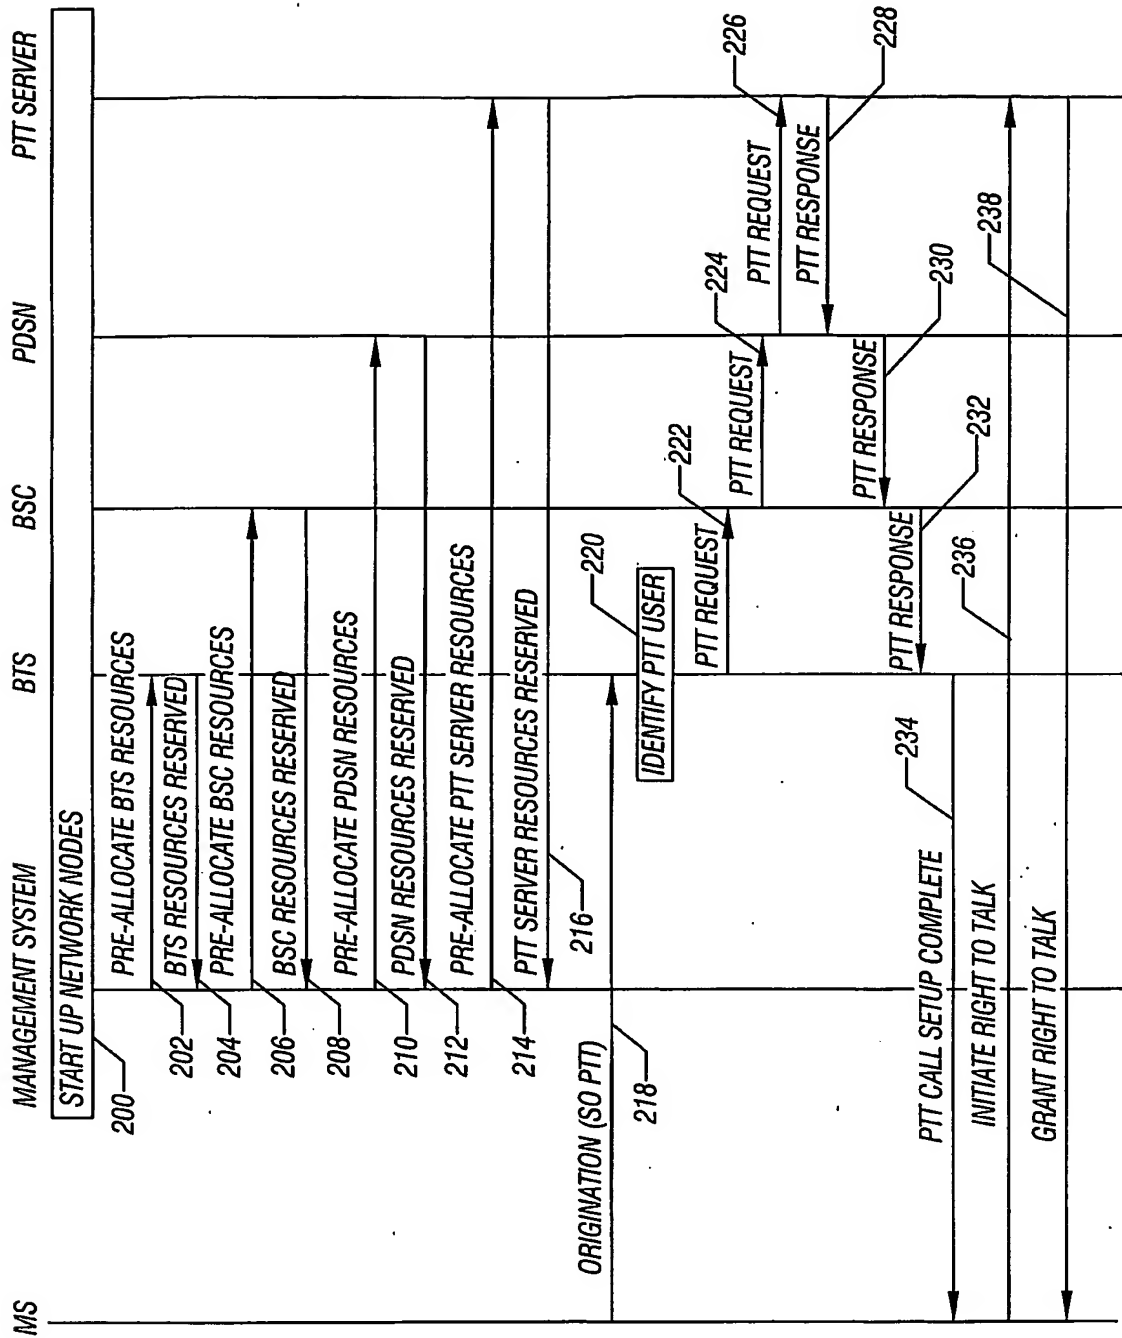 MS
MANAGEMENT SYSTEM
BTS
BSC
PDSN
PTT SERVER
START UP NETWORK NODES
200
PRE-ALLOCATE BTS RESOURCES
202
BTS RESOURCES RESERVED
204
PRE-ALLOCATE BSC RESOURCES
206
BSC RESOURCES RESERVED
208
PRE-ALLOCATE PDSN RESOURCES
210
PDSN RESOURCES RESERVED
212
PRE-ALLOCATE PTT SERVER RESOURCES
214
PTT SERVER RESOURCES RESERVED
216
ORIGINATION (SO PTT)
218
IDENTIFY PTT USER
220
PTT REQUEST
222
PTT REQUEST
224
PTT REQUEST
226
PTT RESPONSE
228
PTT RESPONSE
230
PTT RESPONSE
232
PTT CALL SETUP COMPLETE
234
INITIATE RIGHT TO TALK
236
GRANT RIGHT TO TALK
238